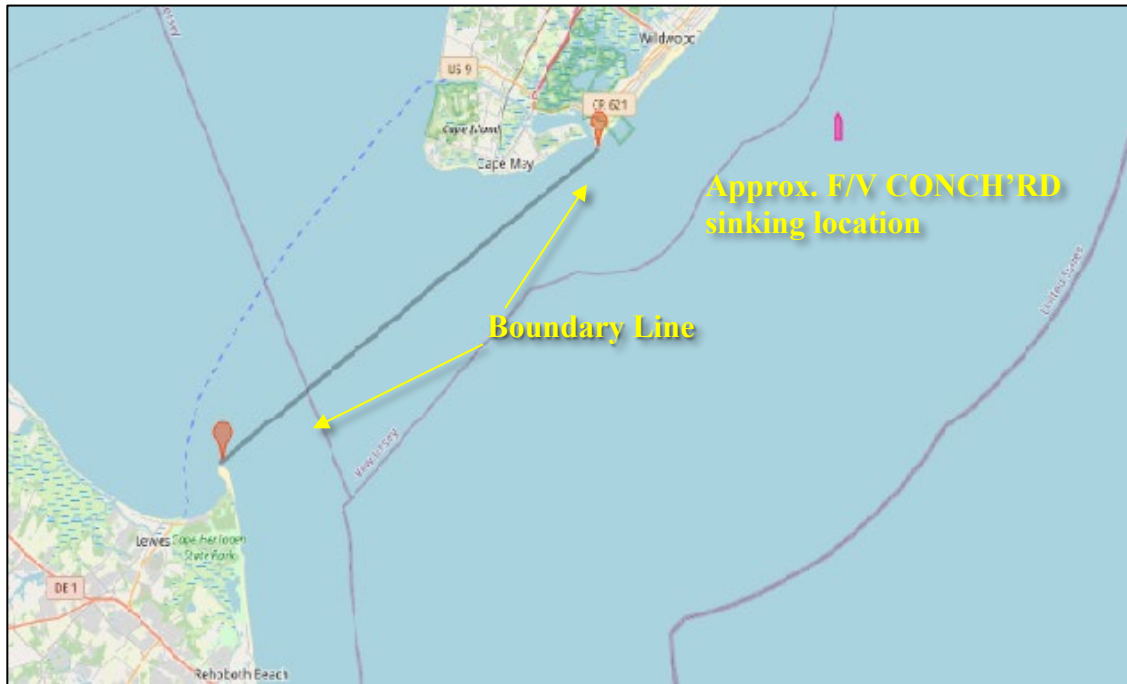 ersey
Wildwood
US 9
CR 621
Cape Island
Cape May
Approx. F/V CONCH’RD
sinking location
United States
Boundary Line
New Jersey
Lewes
Cape Henlopen
State Park
DE 1
Rehoboth Beach